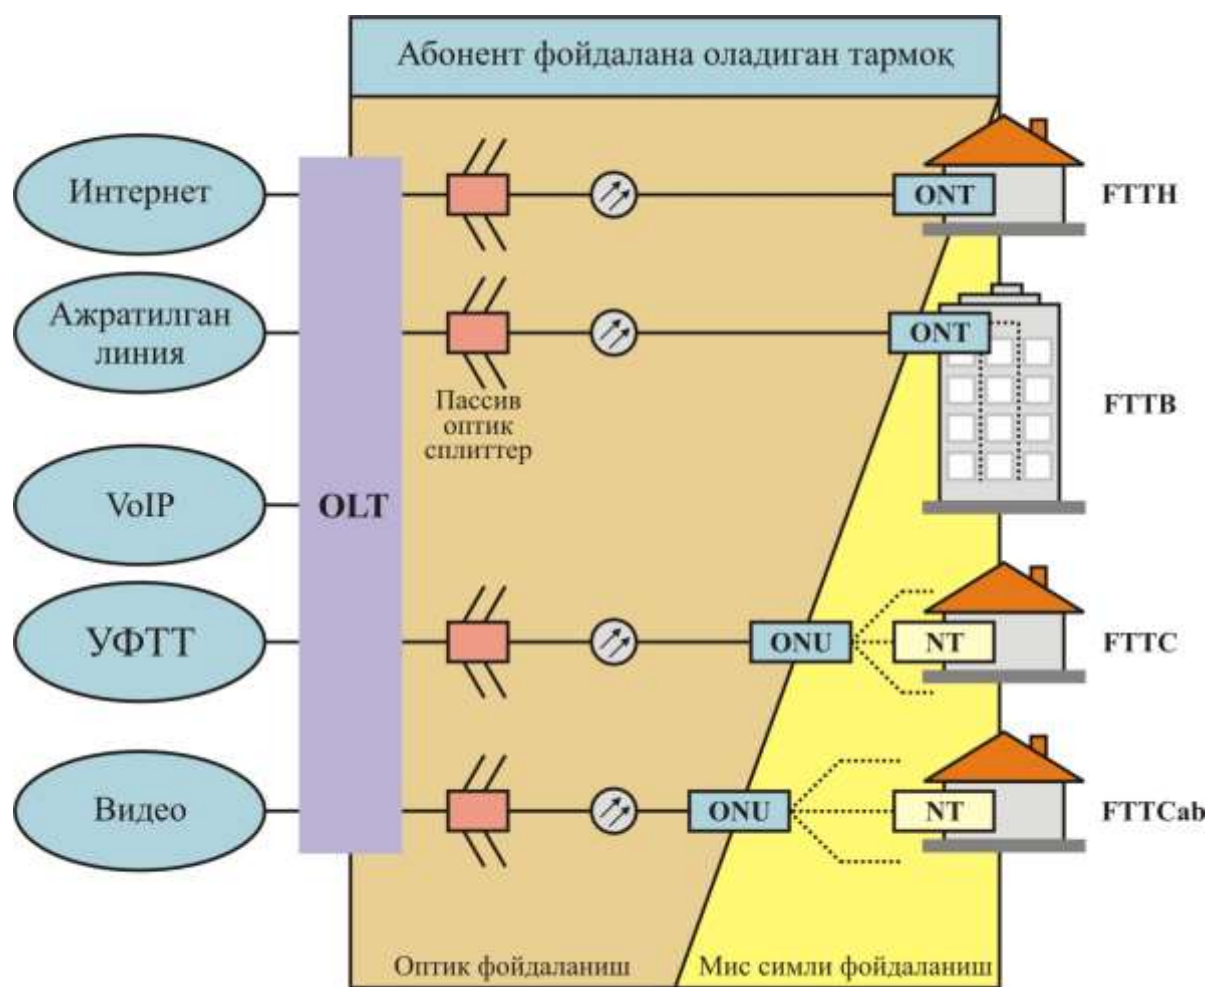 Абонент фойдалана оладиган тармоқ
Интернет
ONT
FTTH
Ажратилган
линия
ONT
Пассив
оптик
сплиттер
FTTB
VoIP
OLT
УФТТ
ONU
NT
FTTC
Видео
ONU
NT
FTTCab
Оптик фойдаланиш
Мис симли фойдаланиш